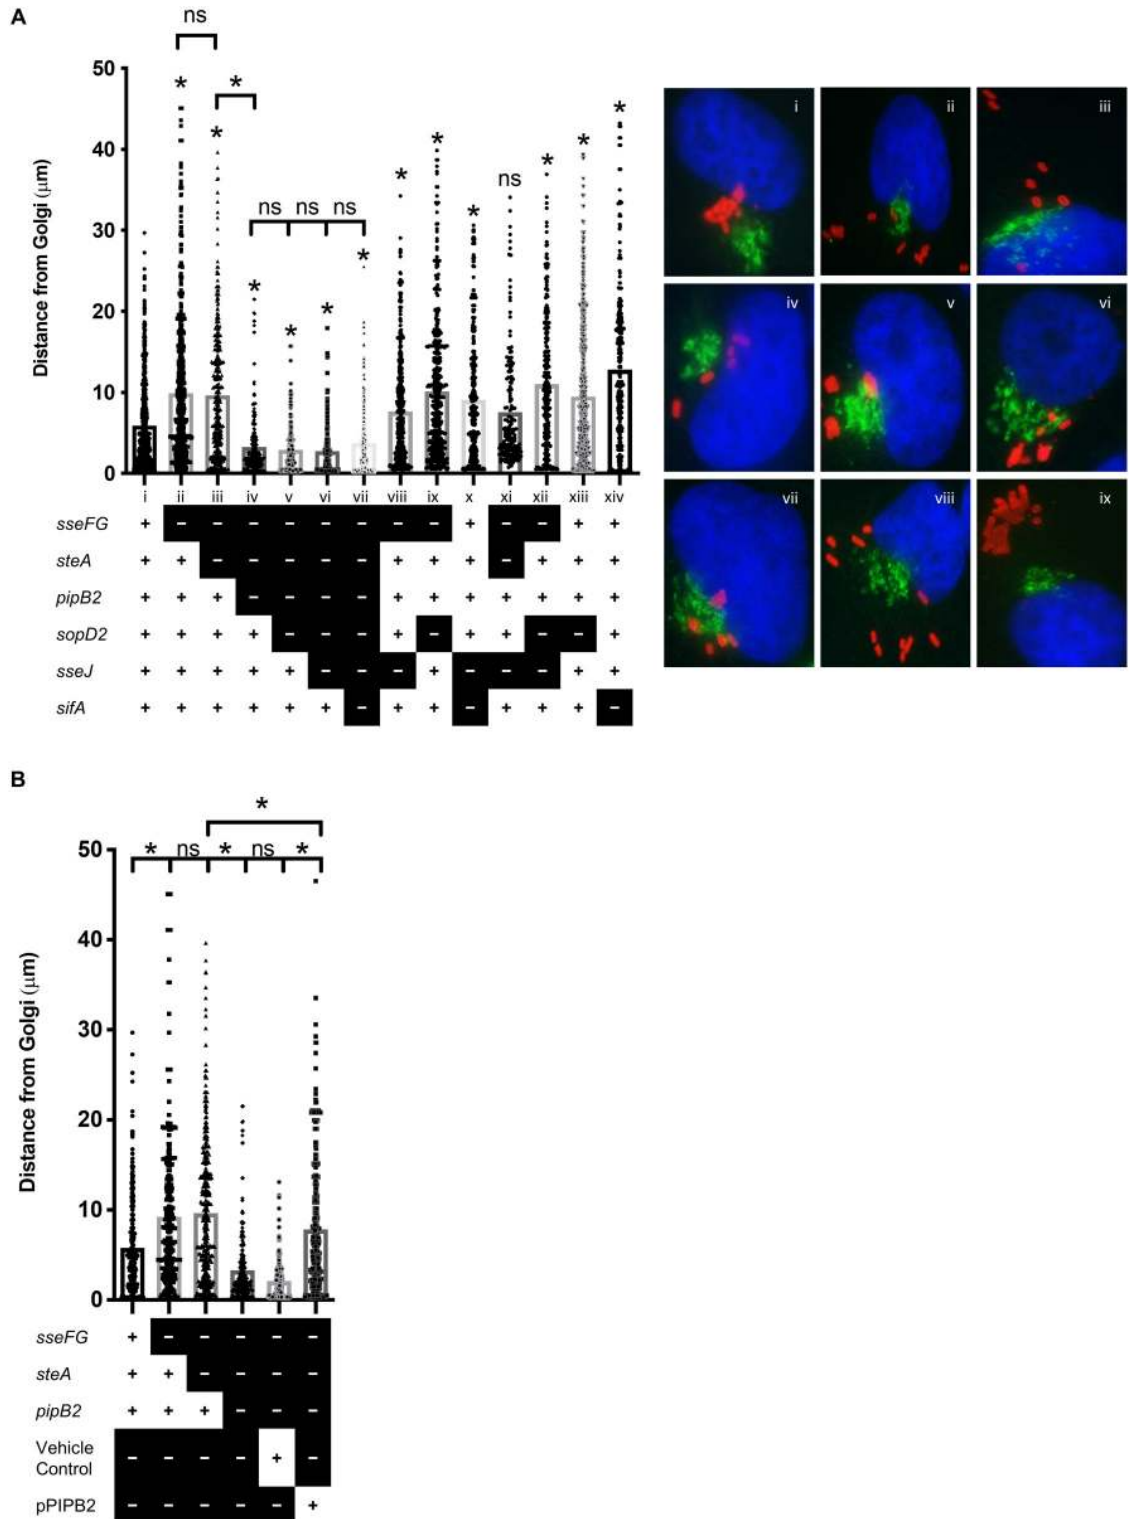 A
ns
*
50
40
30
20
10
0
Distance from Golgi (μm)
* * * * * * * * * ns * * *
ns ns ns
i ii iii iv v vi vii viii ix x xi xii xiii xiv
sseFG + − − − − − − − − + − − + +
steA + + − − − − − + + + − + + +
pipB2 + + + − − − − + + + + + + +
sopD2 + + + + − − − + − + + − − +
sseJ + + + + + − − − + − − − + +
sifA + + + + + + − + + − + + + −
i ii iii
iv v vi
vii viii ix
B
*
* ns * ns *
50
40
30
20
10
0
Distance from Golgi (μm)
sseFG + − − − − −
steA + + − − − −
pipB2 + + + − − −
Vehicle
Control − − − − + −
pPIPB2 − − − − − +